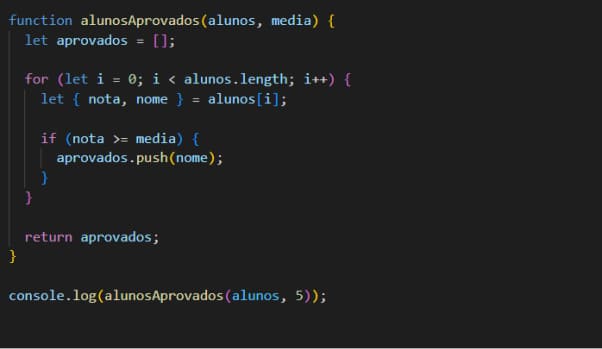 function alunosAprovados(alunos, media) {
  let aprovados = [];

  for (let i = 0; i < alunos.length; i++) {
    let { nota, nome } = alunos[i];

    if (nota >= media) {
      aprovados.push(nome);
    }
  }

  return aprovados;
}

console.log(alunosAprovados(alunos, 5));